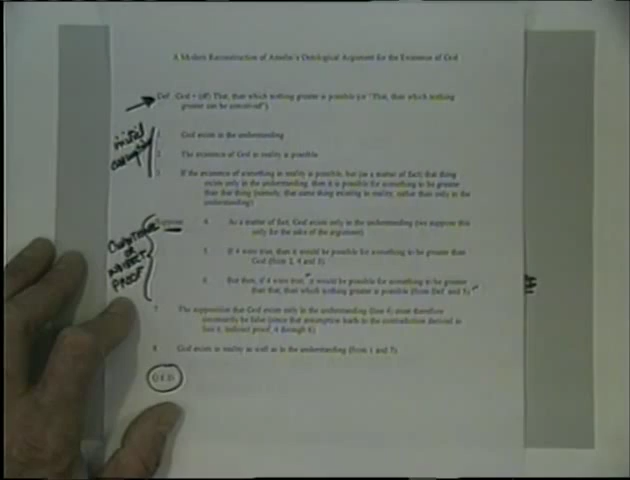 A Modern Reconstruction of Anselm's Ontological Argument for the Existence of God
Def God = (df) That, than which nothing greater is possible (or "That, than which nothing
greater can be conceived")
initial
1. God exists in the understanding
2. The existence of God in reality is possible
3. If the existence of something in reality is possible, but (as a matter of fact) that thing
exists only in the understanding, then it is possible for something to be greater
than that thing (namely, that same thing existing in reality, rather than only in the
understanding)
Suppose 4. As a matter of fact, God exists only in the understanding (we suppose this
only for the sake of the argument)
5. If 4 were true, then it would be possible for something to be greater than
God (from 2, 4 and 3)
6. But then, if 4 were true, "it would be possible for something to be greater
than that, than which nothing greater is possible (from Def and 5)"
INDIRECT
PROOF
7. The supposition that God exists only in the understanding (line 4) must therefore
necessarily be false (since that assumption leads to the contradiction derived in
line 6, indirect proof, 4 through 6)
8. God exists in reality as well as in the understanding (from 1 and 7)
Q.E.D.